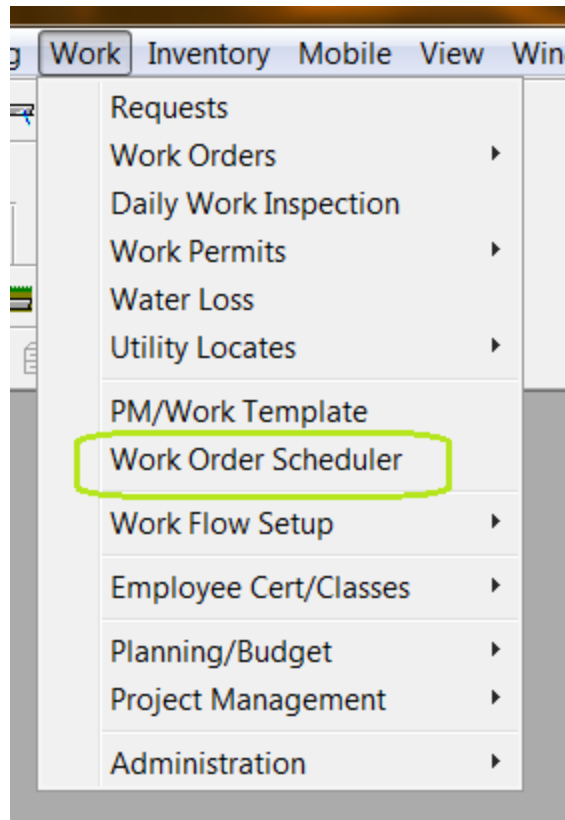 g Work Inventory Mobile View Win
Requests
Work Orders
Daily Work Inspection
Work Permits
Water Loss
Utility Locates
PM/Work Template
Work Order Scheduler
Work Flow Setup
Employee Cert/Classes
Planning/Budget
Project Management
Administration